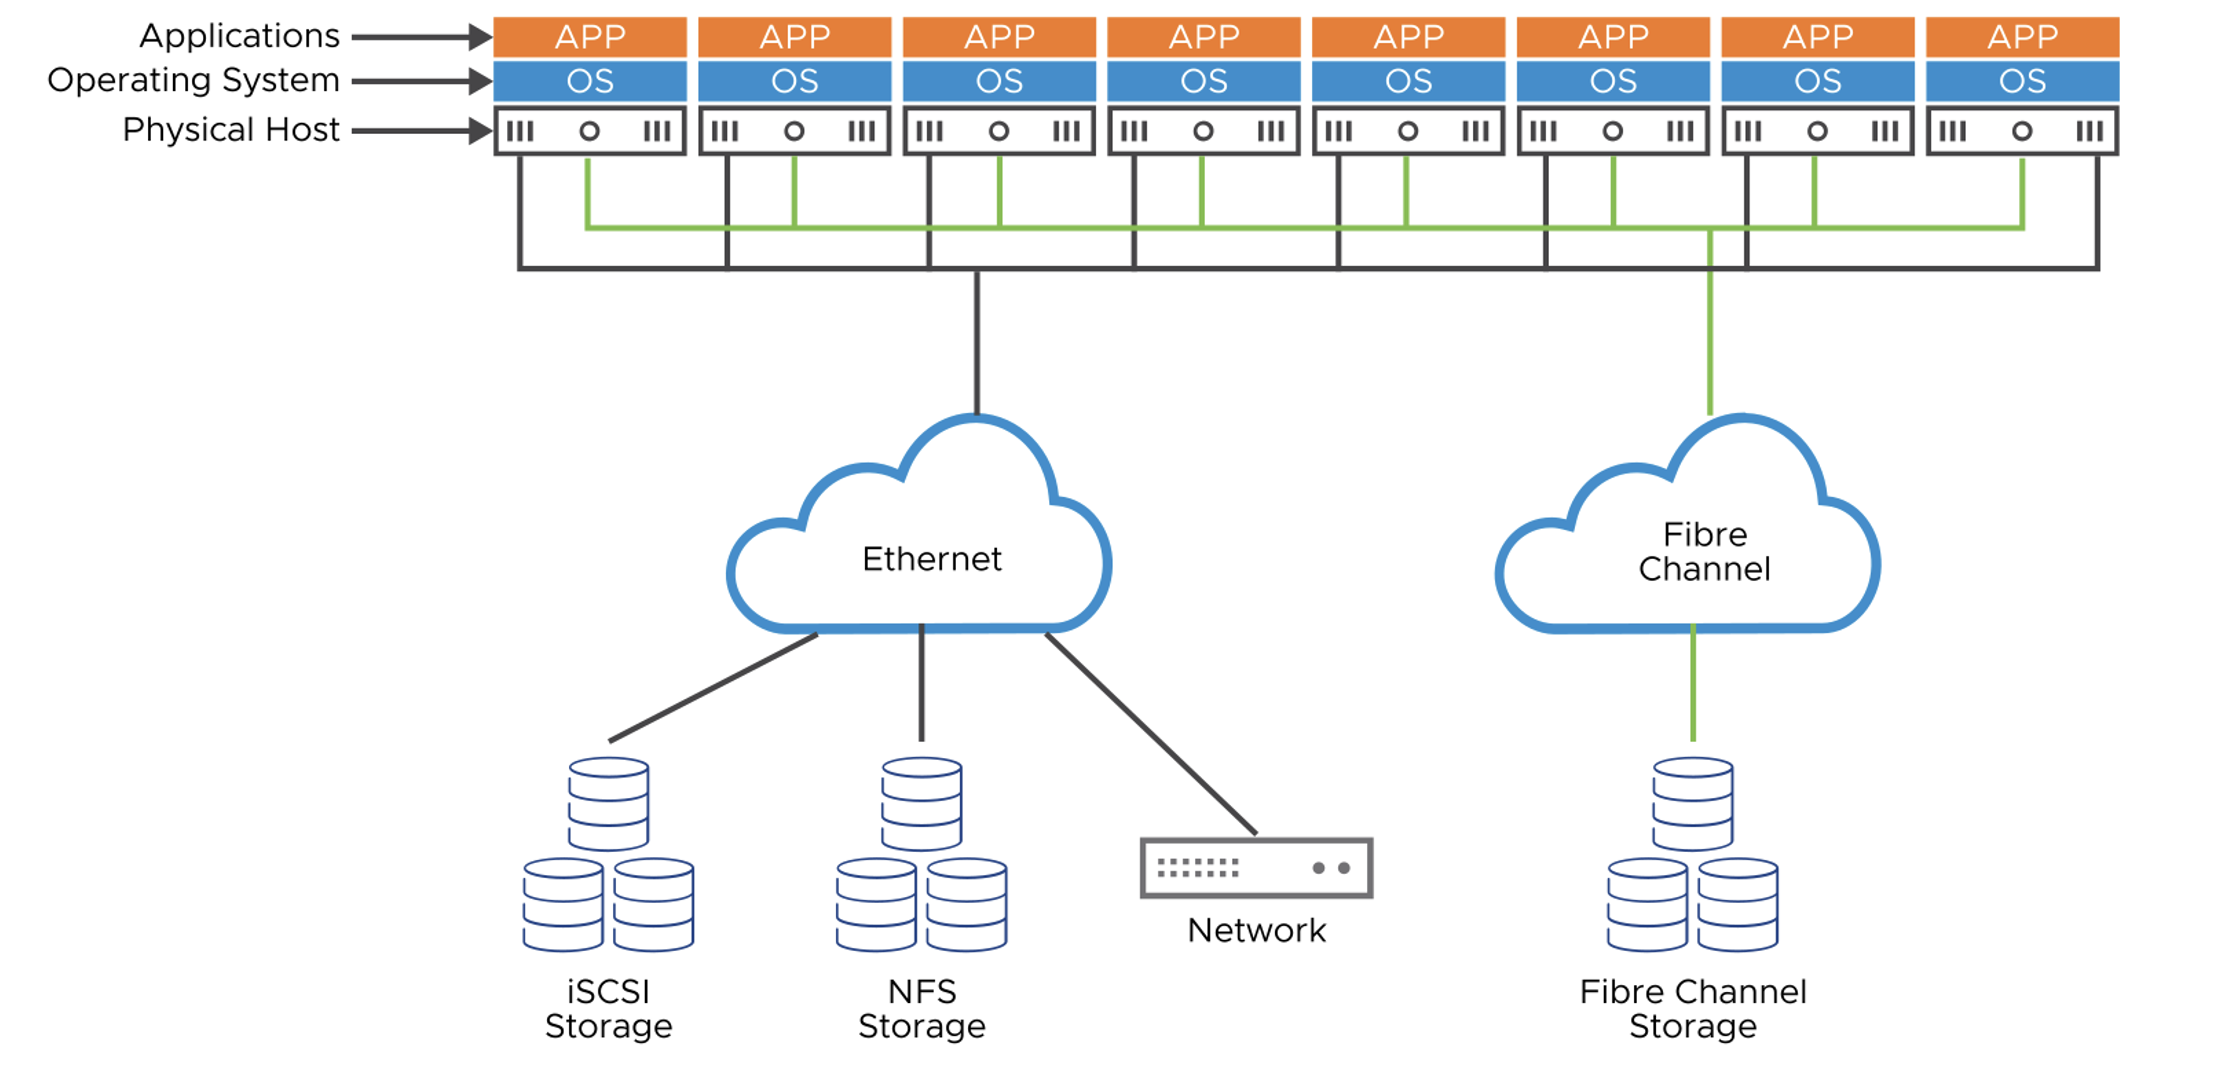 Applications
APP APP APP APP APP APP APP APP
Operating System
OS OS OS OS OS OS OS OS
Physical Host
Ethernet
Fibre
Channel
Network
iSCSI
Storage
NFS
Storage
Fibre Channel
Storage